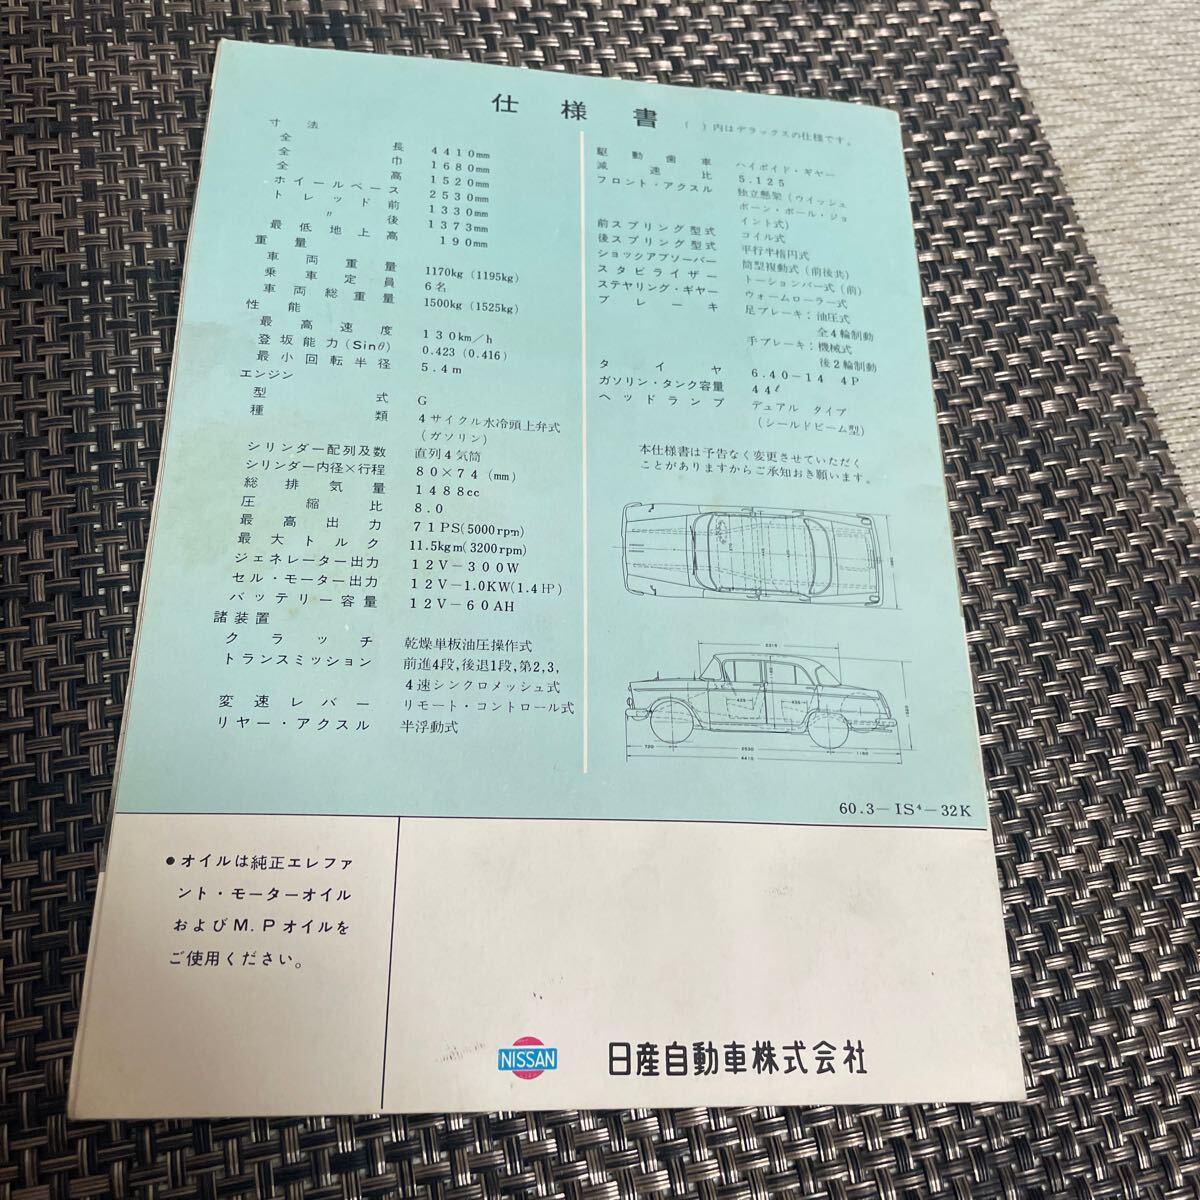 仕様書
( )内はデラックスの仕様です。
寸法
全長 4410mm
全巾 1680mm
全高 1520mm
ホイールベース 2530mm
トレッド前 1330mm
〃 後 1373mm
最低地上高 190mm
重量
車両重量 1170kg (1195kg)
乗車定員 6名
車両総重量 1500kg (1525kg)
性能
最高速度 130km/h
登坂能力(Sinθ) 0.423 (0.416)
最小回転半径 5.4m
エンジン
型式 G
種類 4サイクル水冷頭上弁式
(ガソリン)
シリンダー配列及数 直列4気筒
シリンダー内径×行程 80×74 (mm)
総排気量 1488cc
圧縮比 8.0
最高出力 71PS(5000rpm)
最大トルク 11.5kgm(3200rpm)
ジェネレーター出力 12V-300W
セル・モーター出力 12V-1.0KW(1.4HP)
バッテリー容量 12V-60AH
諸装置
クラッチ 乾燥単板油圧操作式
トランスミッション 前進4段,後退1段,第2,3,
4速シンクロメッシュ式
変速レバー リモート・コントロール式
リヤー・アクスル 半浮動式
駆動歯車 ハイポイド・ギヤー
減速比 5.125
フロント・アクスル 独立懸架(ウイッシュ
ボーン・ボール・ジョ
イント式)
前スプリング型式 コイル式
後スプリング型式 平行半楕円式
ショックアブソーバー 筒型複動式(前後共)
スタビライザー トーションバー式(前)
ステヤリング・ギヤー ウォームローラー式
ブレーキ 足ブレーキ:油圧式
全4輪制動
手ブレーキ:機械式
後2輪制動
タイヤ 6.40-14 4P
ガソリン・タンク容量 44ℓ
ヘッドランプ デュアル タイプ
(シールドビーム型)
本仕様書は予告なく変更させていただく
ことがありますからご承知おき願います。
720
2530
1160
4410
60.3-IS⁴-32K
●オイルは純正エレファ
ント・モーターオイル
およびM.Pオイルを
ご使用ください。
NISSAN
日産自動車株式会社